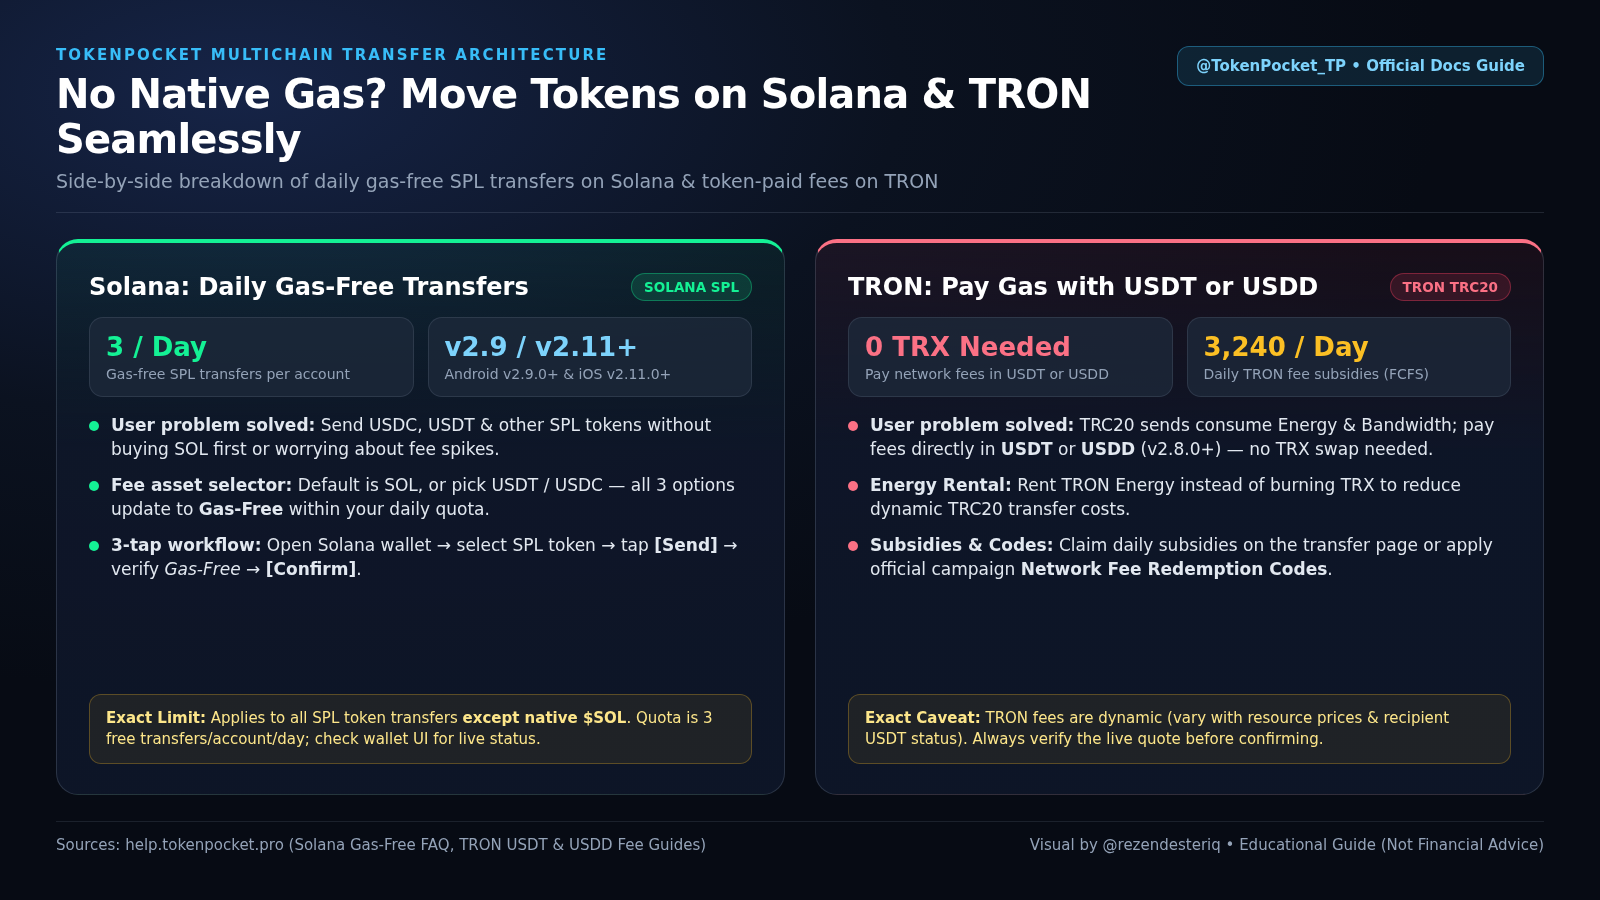 TOKENPOCKET MULTICHAIN TRANSFER ARCHITECTURE
@TokenPocket_TP • Official Docs Guide
No Native Gas? Move Tokens on Solana & TRON
Seamlessly
Side-by-side breakdown of daily gas-free SPL transfers on Solana & token-paid fees on TRON
Solana: Daily Gas-Free Transfers
SOLANA SPL
3 / Day
Gas-free SPL transfers per account
v2.9 / v2.11+
Android v2.9.0+ & iOS v2.11.0+
User problem solved: Send USDC, USDT & other SPL tokens without
buying SOL first or worrying about fee spikes.
Fee asset selector: Default is SOL, or pick USDT / USDC — all 3 options
update to Gas-Free within your daily quota.
3-tap workflow: Open Solana wallet → select SPL token → tap [Send] →
verify Gas-Free → [Confirm].
Exact Limit: Applies to all SPL token transfers except native $SOL. Quota is 3
free transfers/account/day; check wallet UI for live status.
TRON: Pay Gas with USDT or USDD
TRON TRC20
0 TRX Needed
Pay network fees in USDT or USDD
3,240 / Day
Daily TRON fee subsidies (FCFS)
User problem solved: TRC20 sends consume Energy & Bandwidth; pay
fees directly in USDT or USDD (v2.8.0+) — no TRX swap needed.
Energy Rental: Rent TRON Energy instead of burning TRX to reduce
dynamic TRC20 transfer costs.
Subsidies & Codes: Claim daily subsidies on the transfer page or apply
official campaign Network Fee Redemption Codes.
Exact Caveat: TRON fees are dynamic (vary with resource prices & recipient
USDT status). Always verify the live quote before confirming.
Sources: help.tokenpocket.pro (Solana Gas-Free FAQ, TRON USDT & USDD Fee Guides)
Visual by @rezendesteriq • Educational Guide (Not Financial Advice)